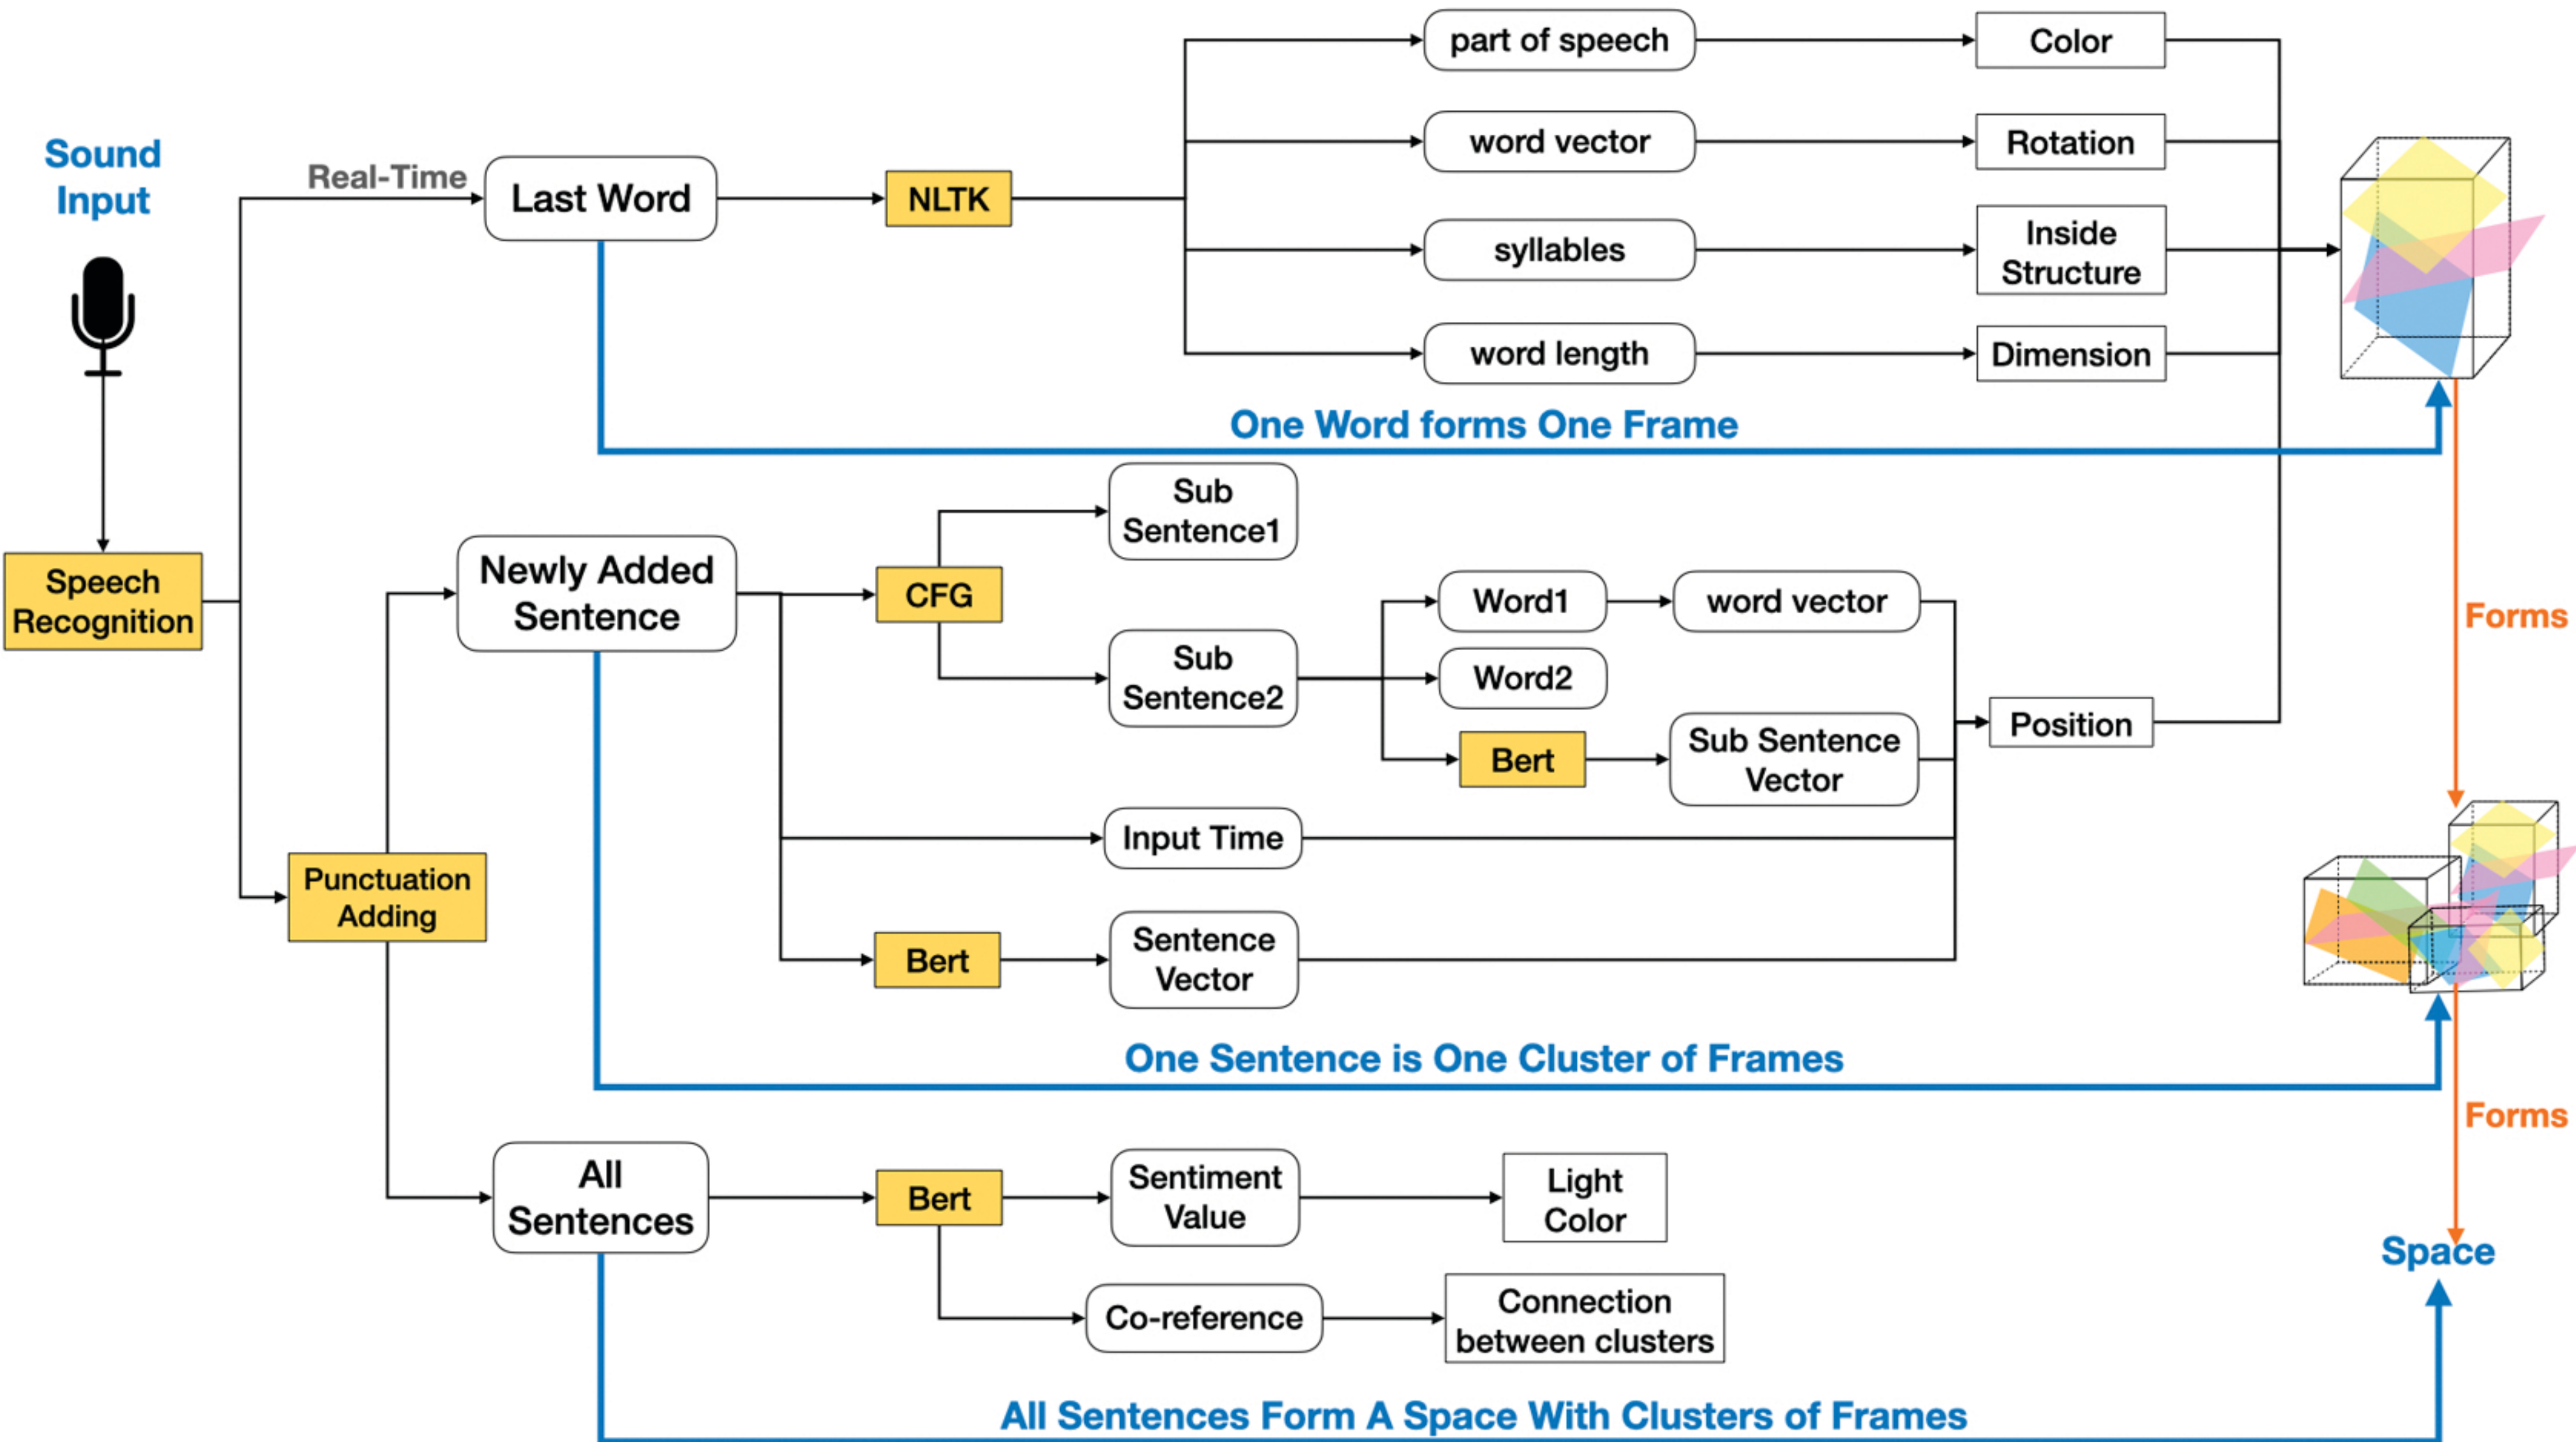 Sound
Input
Real-Time
Last Word
NLTK
part of speech
Color
word vector
Rotation
syllables
Inside
Structure
word length
Dimension
One Word forms One Frame
Speech
Recognition
Newly Added
Sentence
CFG
Sub
Sentence1
Sub
Sentence2
Word1
word vector
Word2
Bert
Sub Sentence
Vector
Position
Forms
Punctuation
Adding
Input Time
Bert
Sentence
Vector
One Sentence is One Cluster of Frames
Forms
All
Sentences
Bert
Sentiment
Value
Light
Color
Space
Co-reference
Connection
between clusters
All Sentences Form A Space With Clusters of Frames